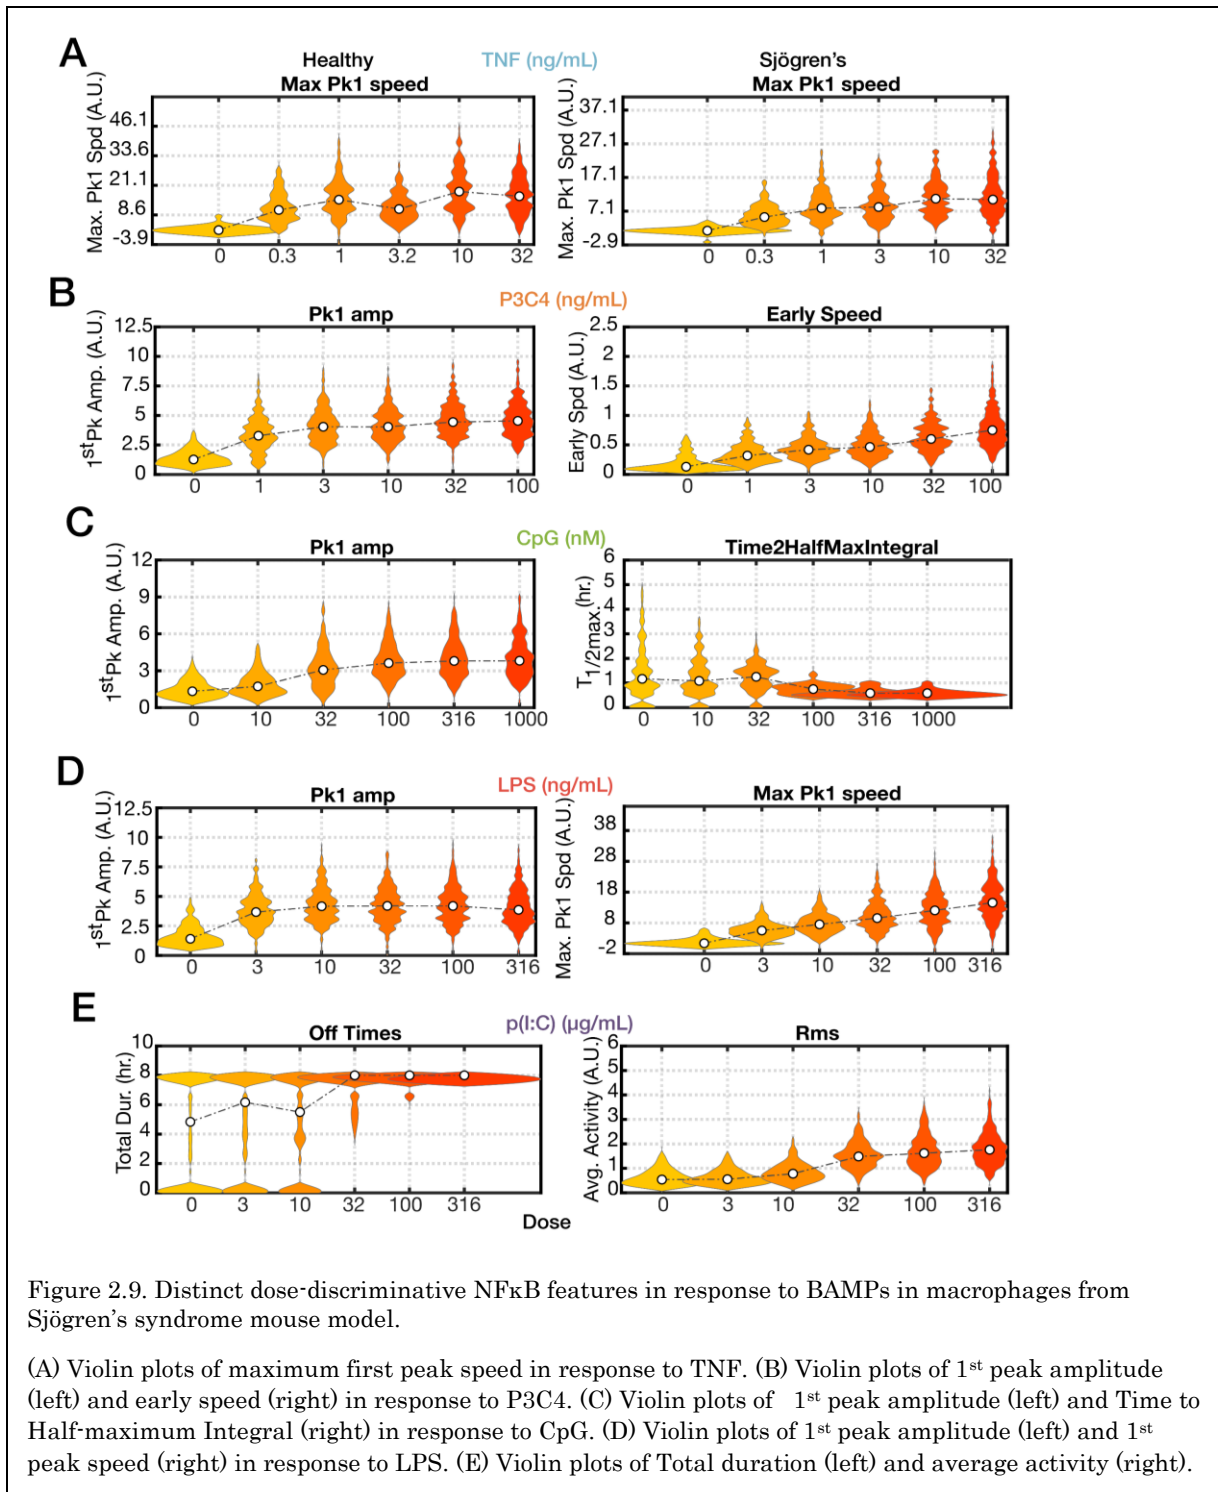 A
Healthy
TNF (ng/mL)
Sjögren's
Max Pk1 speed
Max Pk1 speed
Max. Pk1 Spd (A.U.)
46.1
33.6
21.1
8.6
-3.9
0 0.3 1 3.2 10 32
Max. Pk1 Spd (A.U.)
37.1
27.1
17.1
7.1
-2.9
0 0.3 1 3 10 32
B
P3C4 (ng/mL)
Pk1 amp
Early Speed
1st Pk Amp. (A.U.)
12.5
10
7.5
5
2.5
0
0 1 3 10 32 100
Early Spd (A.U.)
2.5
2
1.5
1
0.5
0
0 1 3 10 32 100
C
CpG (nM)
Pk1 amp
Time2HalfMaxIntegral
1st Pk Amp. (A.U.)
12
9
6
3
0
0 10 32 100 316 1000
T1/2max.(hr.)
6
5
4
3
2
1
0
0 10 32 100 316 1000
D
LPS (ng/mL)
Pk1 amp
Max Pk1 speed
1st Pk Amp. (A.U.)
12.5
10
7.5
5
2.5
0
0 3 10 32 100 316
Max. Pk1 Spd (A.U.)
38
28
18
8
-2
0 3 10 32 100 316
E
p(I:C) (µg/mL)
Off Times
Rms
Total Dur. (hr.)
10
8
6
4
2
0
0 3 10 32 100 316
Dose
Avg. Activity (A.U.)
6
5
4
3
2
1
0
0 3 10 32 100 316
Figure 2.9. Distinct dose-discriminative NFκB features in response to BAMPs in macrophages from
Sjögren's syndrome mouse model.
(A) Violin plots of maximum first peak speed in response to TNF. (B) Violin plots of 1st peak amplitude
(left) and early speed (right) in response to P3C4. (C) Violin plots of 1st peak amplitude (left) and Time to
Half-maximum Integral (right) in response to CpG. (D) Violin plots of 1st peak amplitude (left) and 1st
peak speed (right) in response to LPS. (E) Violin plots of Total duration (left) and average activity (right).